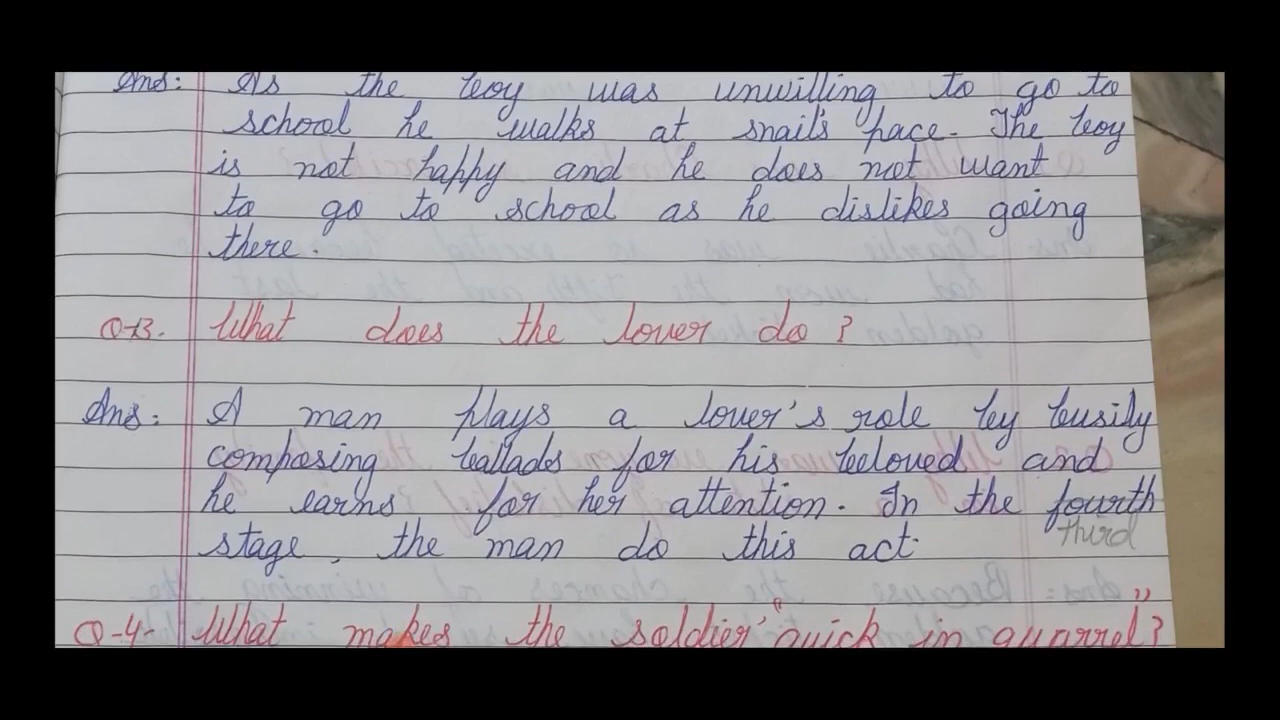 Ans: As the boy was unwilling to go to
school he walks at snail's pace. The boy
is not happy and he does not want
to go to school as he dislikes going
there.
Q-3. What does the lover do?
Ans: A man plays a lover's role by busily
composing ballads for his beloved and
he earns for her attention. In the fourth
third
stage, the man do this act.
Q-4. What makes the soldier "quick in quarrel"?